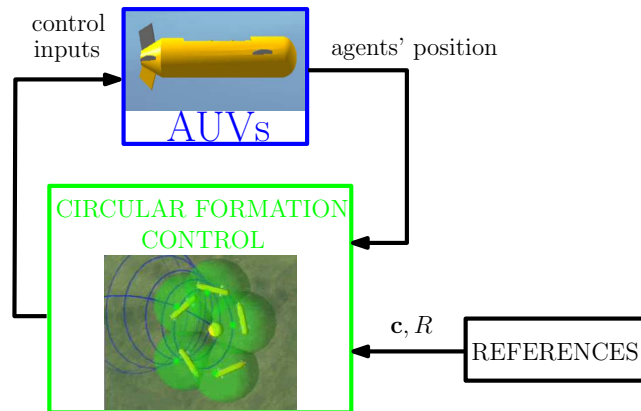 control
inputs
agents' position
AUVs
CIRCULAR FORMATION
CONTROL
c, R
REFERENCES